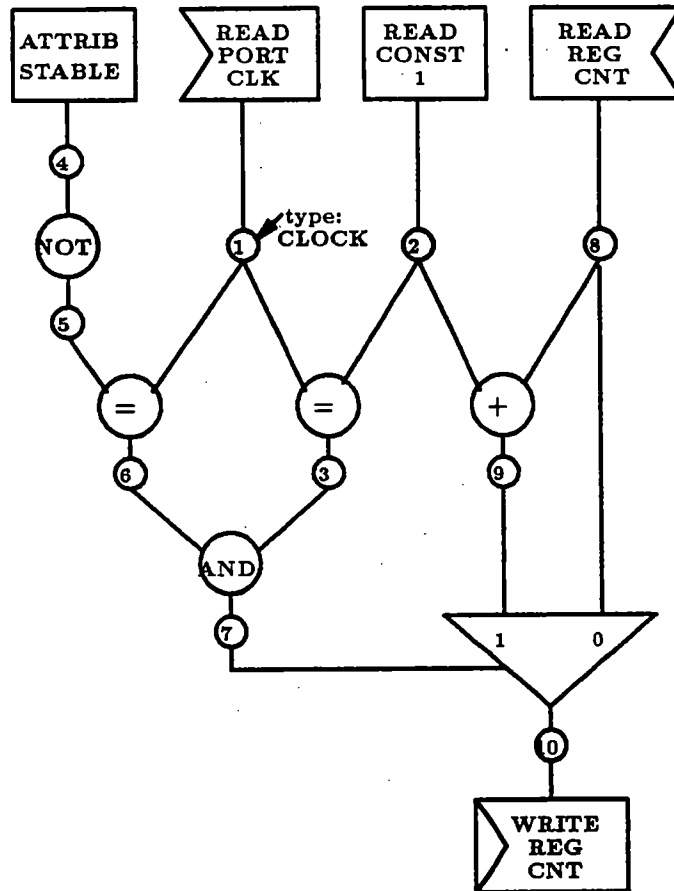 ATTRIB
STABLE
READ
PORT
CLK
READ
CONST
1
READ
REG
CNT
4
NOT
1
type:
CLOCK
2
8
5
=
=
+
6
3
9
AND
7
1
0
10
WRITE
REG
CNT